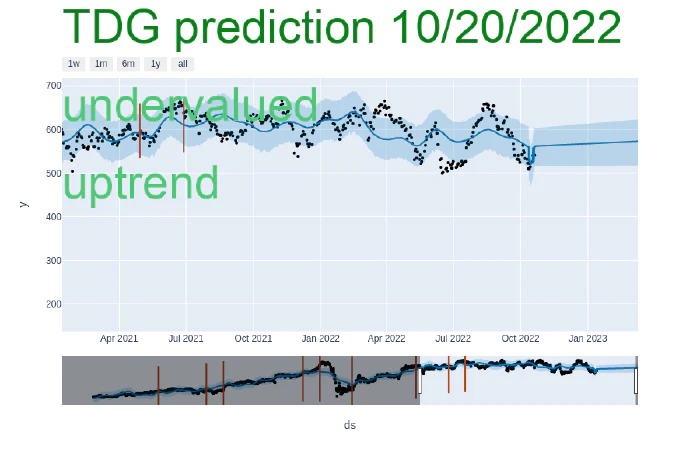 TDG prediction 10/20/2022
1w 1m 6m 1y all
700
undervalued
600
500
uptrend
400
300
200
y
Apr 2021 Jul 2021 Oct 2021 Jan 2022 Apr 2022 Jul 2022 Oct 2022 Jan 2023
ds